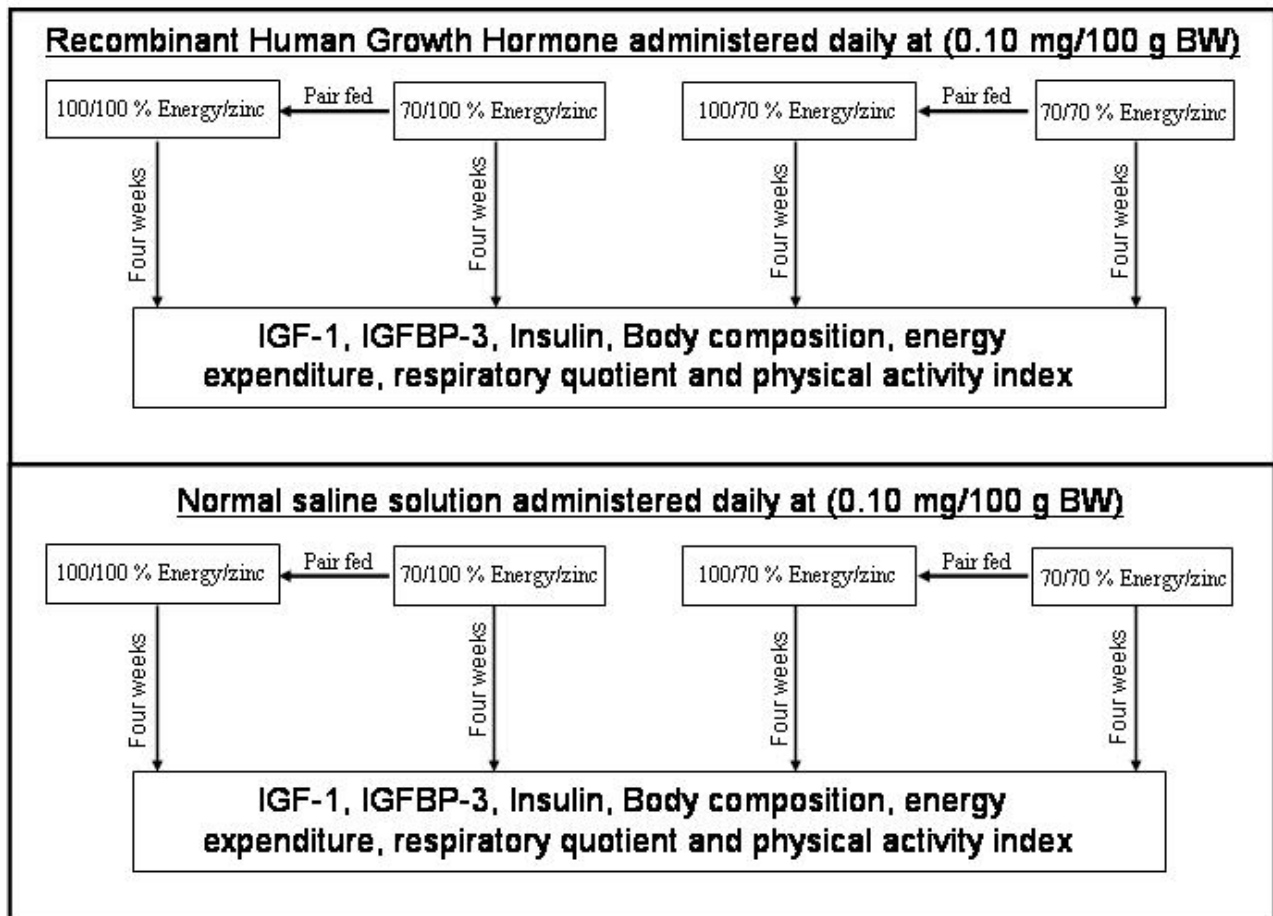 Recombinant Human Growth Hormone administered daily at (0.10 mg/100 g BW)
100/100 % Energy/zinc
Pair fed
70/100 % Energy/zinc
100/70 % Energy/zinc
Pair fed
70/70 % Energy/zinc
Four weeks
Four weeks
Four weeks
Four weeks
IGF-1, IGFBP-3, Insulin, Body composition, energy
expenditure, respiratory quotient and physical activity index
Normal saline solution administered daily at (0.10 mg/100 g BW)
100/100 % Energy/zinc
Pair fed
70/100 % Energy/zinc
100/70 % Energy/zinc
Pair fed
70/70 % Energy/zinc
Four weeks
Four weeks
Four weeks
Four weeks
IGF-1, IGFBP-3, Insulin, Body composition, energy
expenditure, respiratory quotient and physical activity index